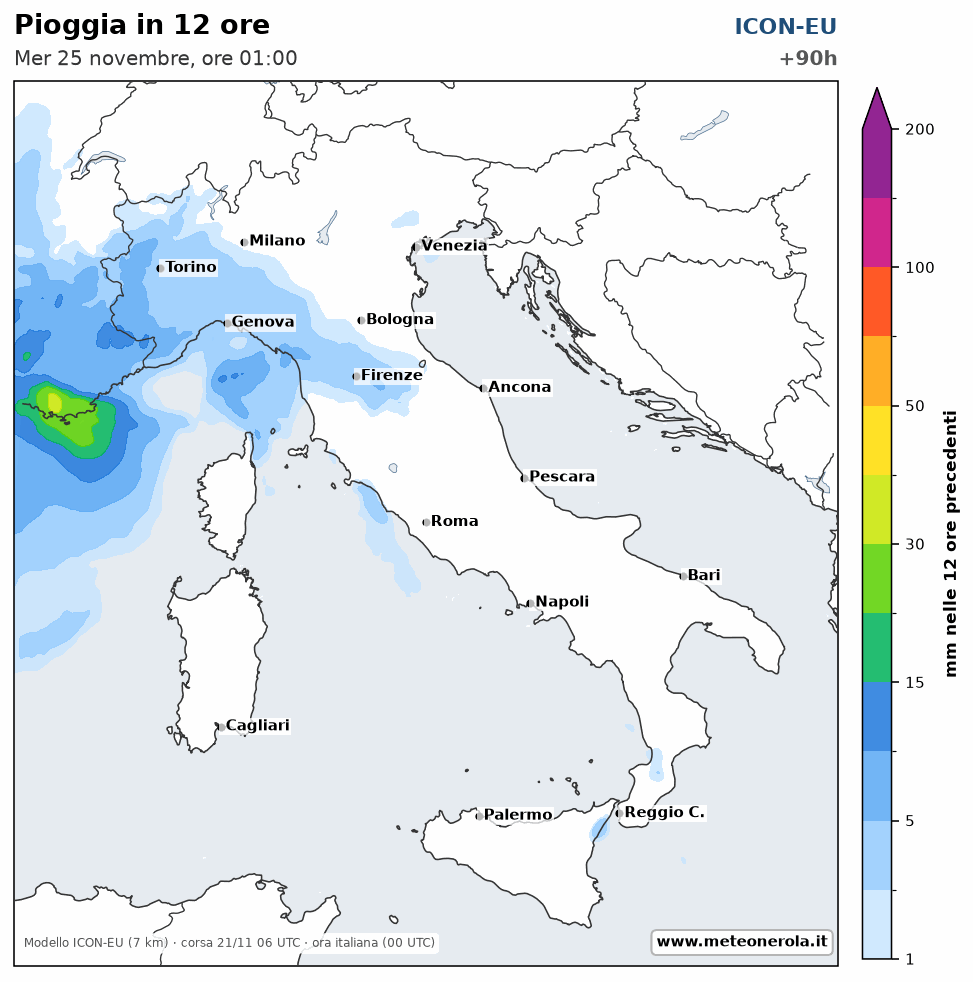 Pioggia in 12 ore
ICON-EU
Mer 25 novembre, ore 01:00
+90h
200
100
50
30
15
5
1
mm nelle 12 ore precedenti
Milano
Venezia
Torino
Genova
Bologna
Firenze
Ancona
Pescara
Roma
Bari
Napoli
Cagliari
Palermo
Reggio C.
Modello ICON-EU (7 km) · corsa 21/11 06 UTC · ora italiana (00 UTC)
www.meteonerola.it